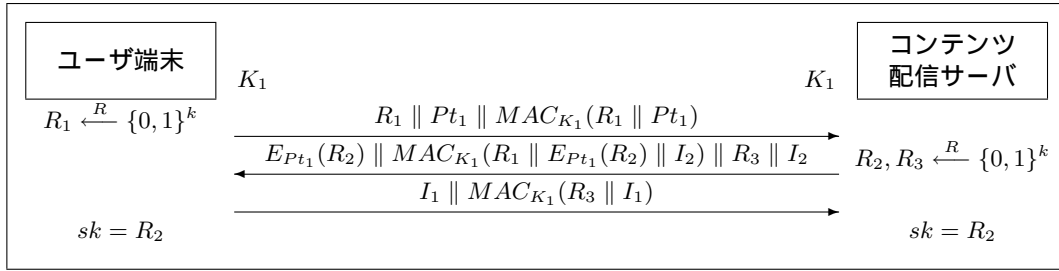 ユーザ端末
コンテンツ
配信サーバ
K₁
K₁
R₁ ←ᴿ {0, 1}ᵏ
R₁ ∥ Pt₁ ∥ MAC_{K₁}(R₁ ∥ Pt₁)
E_{Pt₁}(R₂) ∥ MAC_{K₁}(R₁ ∥ E_{Pt₁}(R₂) ∥ I₂) ∥ R₃ ∥ I₂
R₂, R₃ ←ᴿ {0, 1}ᵏ
I₁ ∥ MAC_{K₁}(R₃ ∥ I₁)
sk = R₂
sk = R₂